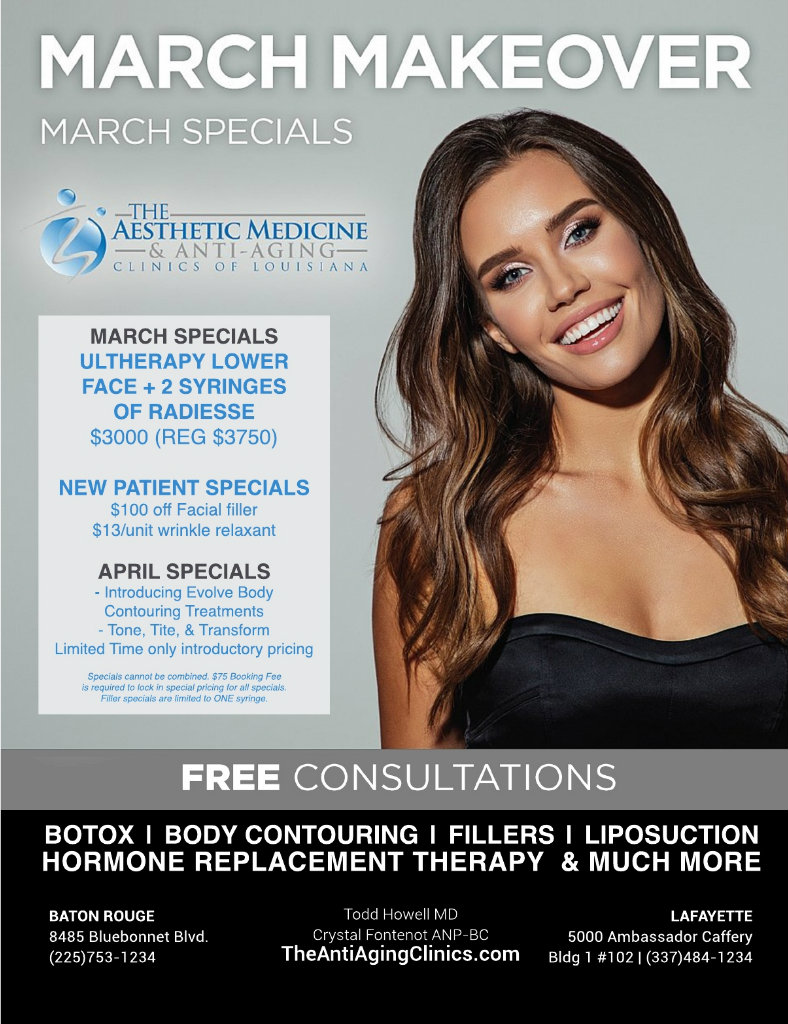 MARCH MAKEOVER
MARCH SPECIALS
THE
AESTHETIC MEDICINE
& ANTI-AGING
CLINICS OF LOUISIANA
MARCH SPECIALS
ULTHERAPY LOWER
FACE + 2 SYRINGES
OF RADIESSE
$3000 (REG $3750)
NEW PATIENT SPECIALS
$100 off Facial filler
$13/unit wrinkle relaxant
APRIL SPECIALS
- Introducing Evolve Body
Contouring Treatments
- Tone, Tite, & Transform
Limited Time only introductory pricing
Specials cannot be combined. $75 Booking Fee
is required to lock in special pricing for all specials.
Filler specials are limited to ONE syringe.
FREE CONSULTATIONS
BOTOX | BODY CONTOURING | FILLERS | LIPOSUCTION
HORMONE REPLACEMENT THERAPY & MUCH MORE
BATON ROUGE
8485 Bluebonnet Blvd.
(225)753-1234
Todd Howell MD
Crystal Fontenot ANP-BC
TheAntiAgingClinics.com
LAFAYETTE
5000 Ambassador Caffery
Bldg 1 #102 | (337)484-1234